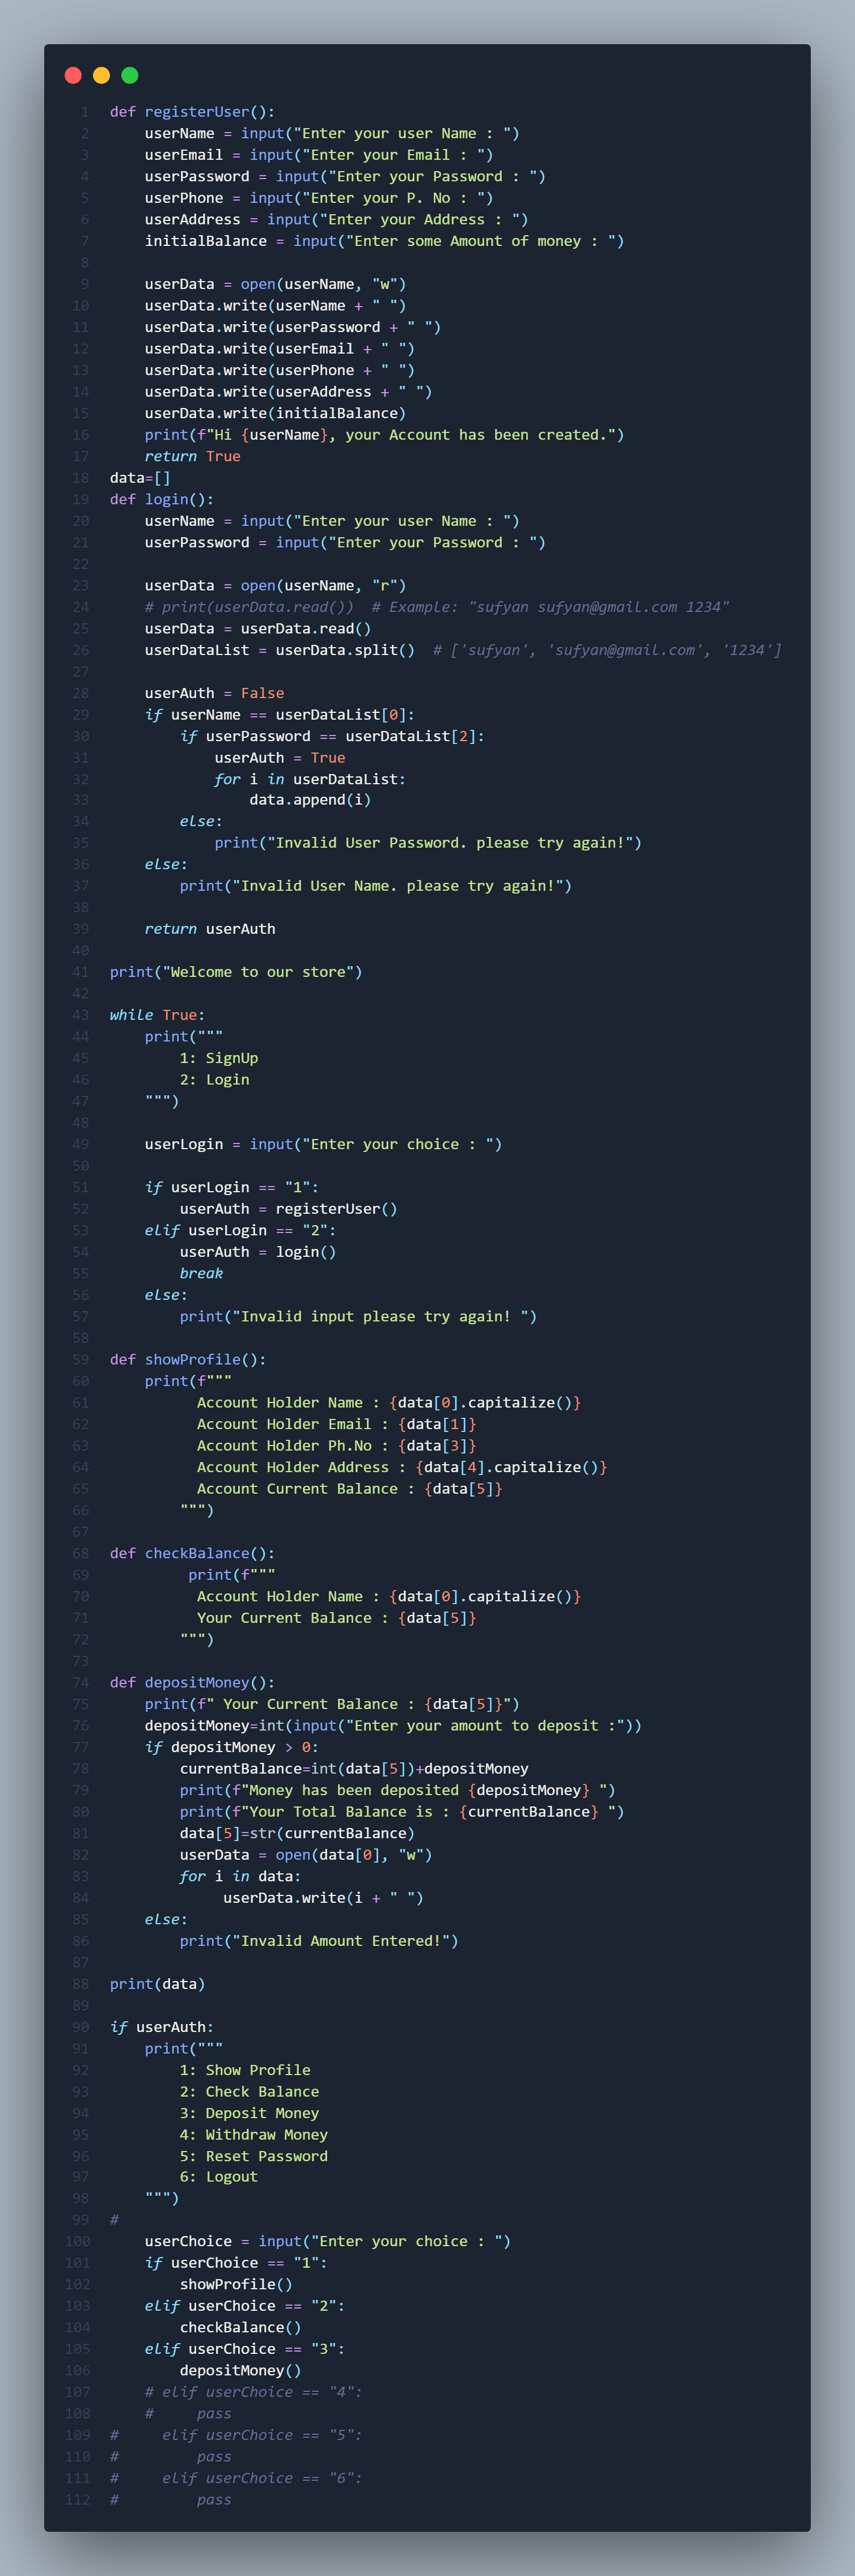 1 def registerUser():
2     userName = input("Enter your user Name : ")
3     userEmail = input("Enter your Email : ")
4     userPassword = input("Enter your Password : ")
5     userPhone = input("Enter your P. No : ")
6     userAddress = input("Enter your Address : ")
7     initialBalance = input("Enter some Amount of money : ")
8
9     userData = open(userName, "w")
10     userData.write(userName + " ")
11     userData.write(userPassword + " ")
12     userData.write(userEmail + " ")
13     userData.write(userPhone + " ")
14     userData.write(userAddress + " ")
15     userData.write(initialBalance)
16     print(f"Hi {userName}, your Account has been created.")
17     return True
18 data=[]
19 def login():
20     userName = input("Enter your user Name : ")
21     userPassword = input("Enter your Password : ")
22
23     userData = open(userName, "r")
24     # print(userData.read())  # Example: "sufyan sufyan@gmail.com 1234"
25     userData = userData.read()
26     userDataList = userData.split()  # ['sufyan', 'sufyan@gmail.com', '1234']
27
28     userAuth = False
29     if userName == userDataList[0]:
30         if userPassword == userDataList[2]:
31             userAuth = True
32             for i in userDataList:
33                 data.append(i)
34         else:
35             print("Invalid User Password. please try again!")
36     else:
37         print("Invalid User Name. please try again!")
38
39     return userAuth
40
41 print("Welcome to our store")
42
43 while True:
44     print("""
45         1: SignUp
46         2: Login
47     """)
48
49     userLogin = input("Enter your choice : ")
50
51     if userLogin == "1":
52         userAuth = registerUser()
53     elif userLogin == "2":
54         userAuth = login()
55         break
56     else:
57         print("Invalid input please try again! ")
58
59 def showProfile():
60     print(f"""
61           Account Holder Name : {data[0].capitalize()}
62           Account Holder Email : {data[1]}
63           Account Holder Ph.No : {data[3]}
64           Account Holder Address : {data[4].capitalize()}
65           Account Current Balance : {data[5]}
66         """)
67
68 def checkBalance():
69          print(f"""
70           Account Holder Name : {data[0].capitalize()}
71           Your Current Balance : {data[5]}
72         """)
73
74 def depositMoney():
75     print(f" Your Current Balance : {data[5]}")
76     depositMoney=int(input("Enter your amount to deposit :"))
77     if depositMoney > 0:
78         currentBalance=int(data[5])+depositMoney
79         print(f"Money has been deposited {depositMoney} ")
80         print(f"Your Total Balance is : {currentBalance} ")
81         data[5]=str(currentBalance)
82         userData = open(data[0], "w")
83         for i in data:
84              userData.write(i + " ")
85     else:
86         print("Invalid Amount Entered!")
87
88 print(data)
89
90 if userAuth:
91     print("""
92         1: Show Profile
93         2: Check Balance
94         3: Deposit Money
95         4: Withdraw Money
96         5: Reset Password
97         6: Logout
98     """)
99 #
100     userChoice = input("Enter your choice : ")
101     if userChoice == "1":
102         showProfile()
103     elif userChoice == "2":
104         checkBalance()
105     elif userChoice == "3":
106         depositMoney()
107     # elif userChoice == "4":
108     #     pass
109 #     elif userChoice == "5":
110 #         pass
111 #     elif userChoice == "6":
112 #         pass